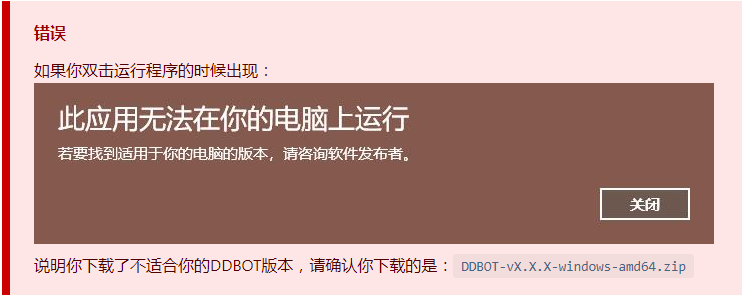 错误
如果你双击运行程序的时候出现：
此应用无法在你的电脑上运行
若要找到适用于你的电脑的版本，请咨询软件发布者。
关闭
说明你下载了不适合你的DDBOT版本，请确认你下载的是：DDBOT-vX.X.X-windows-amd64.zip